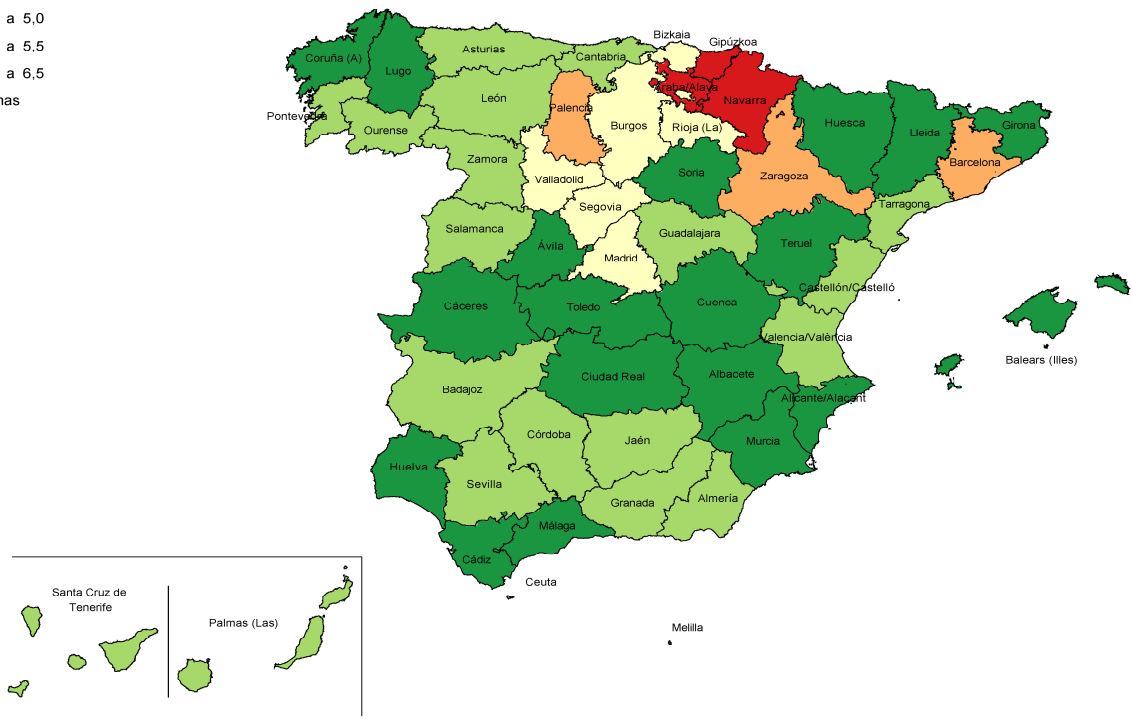 a 5,0
a 5.5
a 6,5
nas
Bizkaia
Gipúzkoa
Coruña (A)
Lugo
Asturias
Cantabria
Araba/Álava
Navarra
Pontevedra
Ourense
León
Palencia
Burgos
Rioja (La)
Huesca
Lleida
Girona
Barcelona
Zamora
Valladolid
Soria
Zaragoza
Tarragona
Segovia
Salamanca
Ávila
Guadalajara
Teruel
Madrid
Castellón/Castelló
Cáceres
Toledo
Cuenca
Valencia/València
Balears (Illes)
Badajoz
Ciudad Real
Albacete
Alicante/Alacant
Córdoba
Jaén
Murcia
Huelva
Sevilla
Granada
Almería
Málaga
Cádiz
Ceuta
Melilla
Santa Cruz de
Tenerife
Palmas (Las)